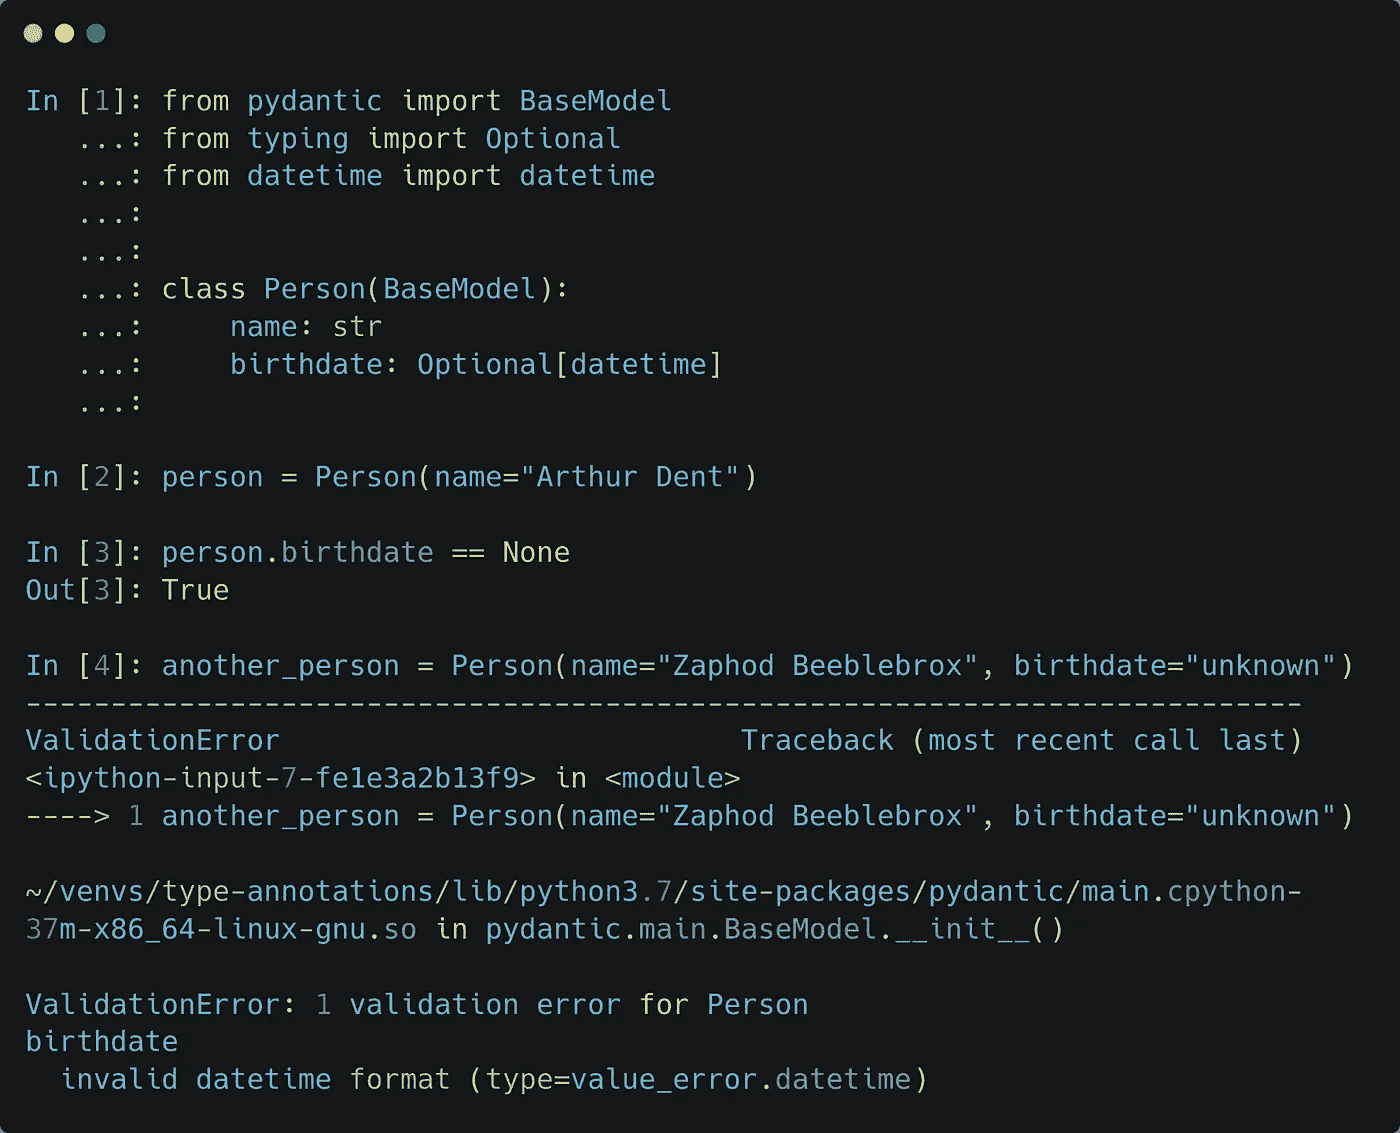 In [1]: from pydantic import BaseModel
   ...: from typing import Optional
   ...: from datetime import datetime
   ...:
   ...:
   ...: class Person(BaseModel):
   ...:     name: str
   ...:     birthdate: Optional[datetime]
   ...:
In [2]: person = Person(name="Arthur Dent")
In [3]: person.birthdate == None
Out[3]: True
In [4]: another_person = Person(name="Zaphod Beeblebrox", birthdate="unknown")
---------------------------------------------------------------------------
ValidationError                           Traceback (most recent call last)
<ipython-input-7-fe1e3a2b13f9> in <module>
----> 1 another_person = Person(name="Zaphod Beeblebrox", birthdate="unknown")
~/venvs/type-annotations/lib/python3.7/site-packages/pydantic/main.cpython-
37m-x86_64-linux-gnu.so in pydantic.main.BaseModel.__init__()
ValidationError: 1 validation error for Person
birthdate
  invalid datetime format (type=value_error.datetime)